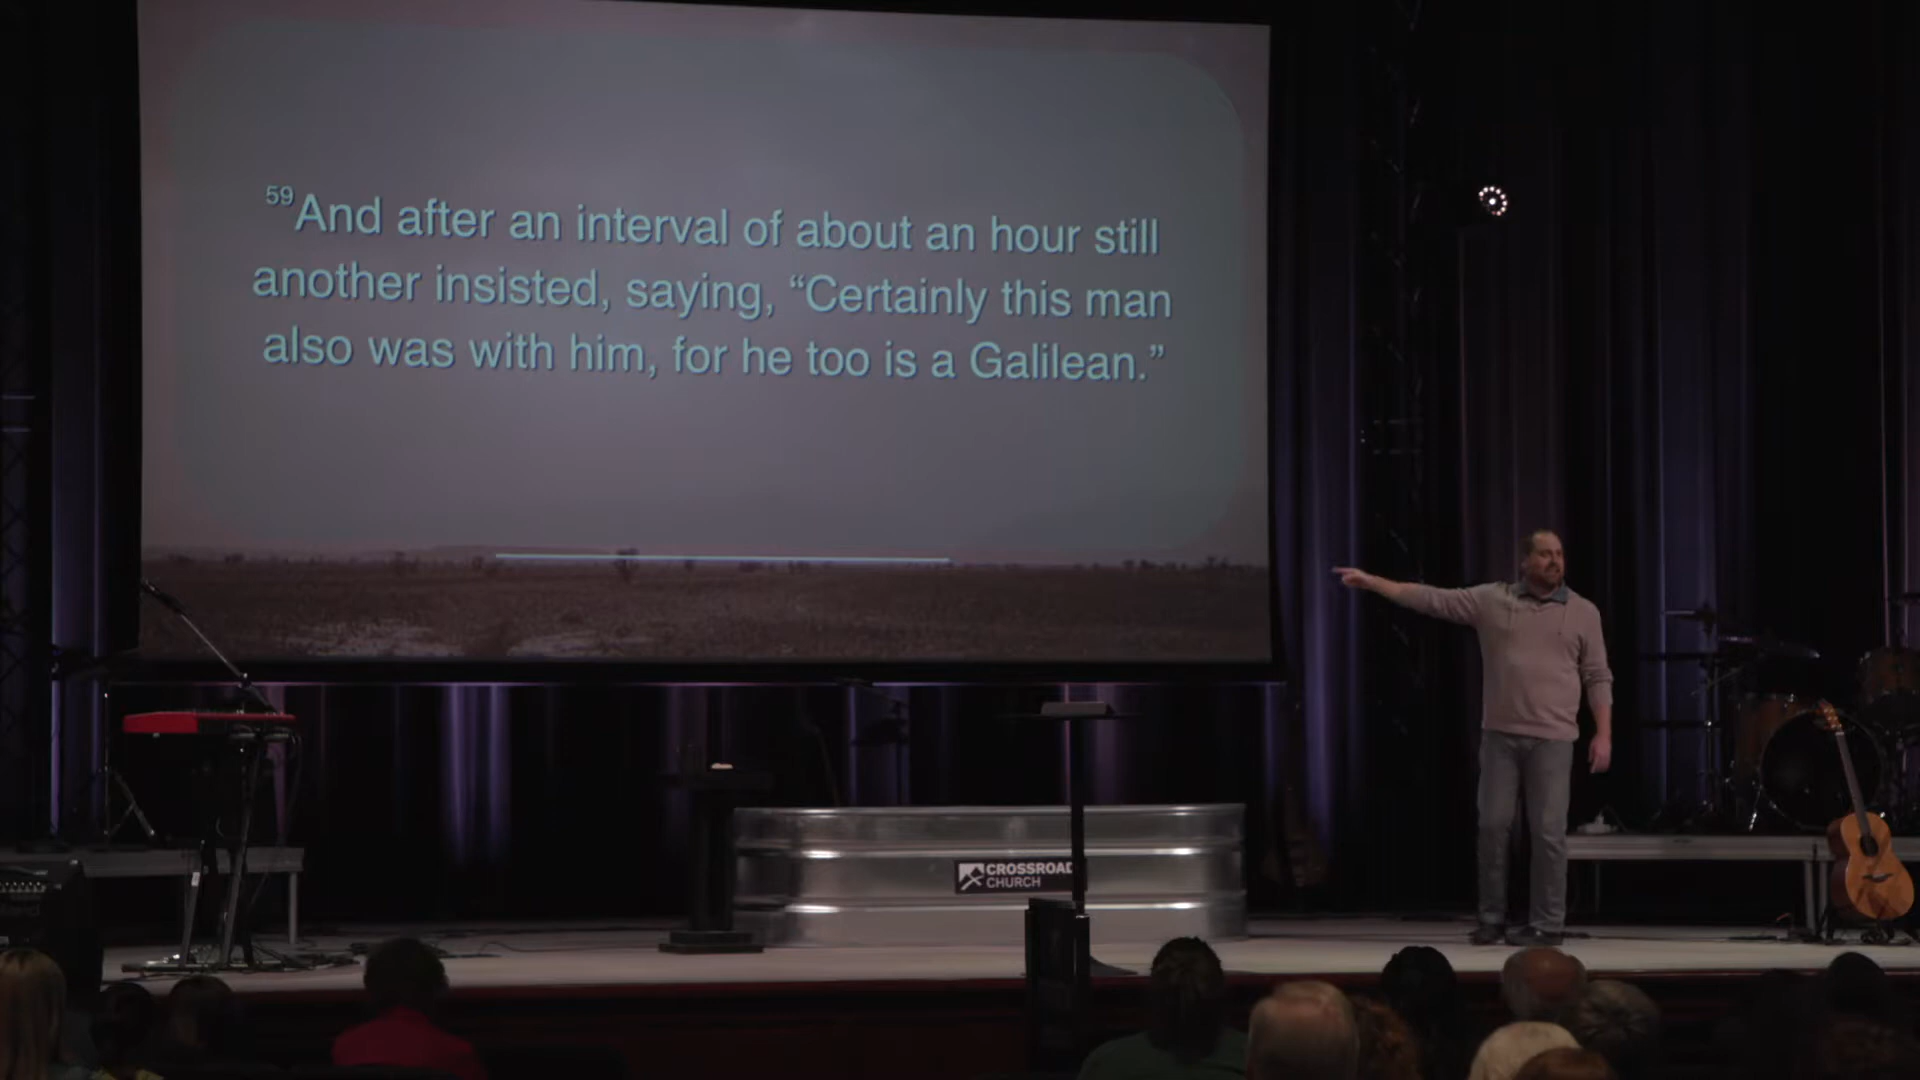 59And after an interval of about an hour still
another insisted, saying, “Certainly this man
also was with him, for he too is a Galilean.”
CROSSROAD
CHURCH